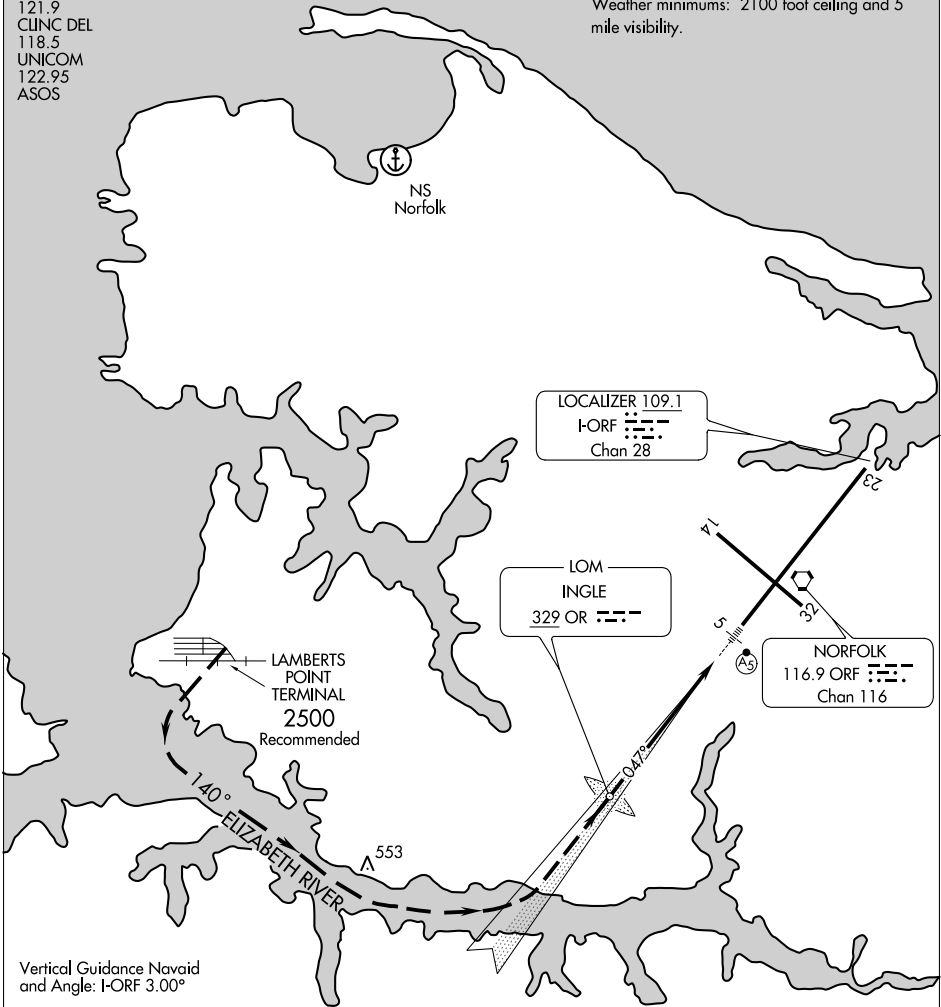 121.9
CLINC DEL
118.5
UNICOM
122.95
ASOS
Weather minimums: 2100 foot ceiling and 5
mile visibility.
NS
Norfolk
LOCALIZER 109.1
I-ORF
Chan 28
23
14
32
5
A5
LOM
INGLE
329 OR
NORFOLK
116.9 ORF
Chan 116
LAMBERTS
POINT
TERMINAL
2500
Recommended
047°
140°
ELIZABETH RIVER
553
Vertical Guidance Navaid
and Angle: I-ORF 3.00°